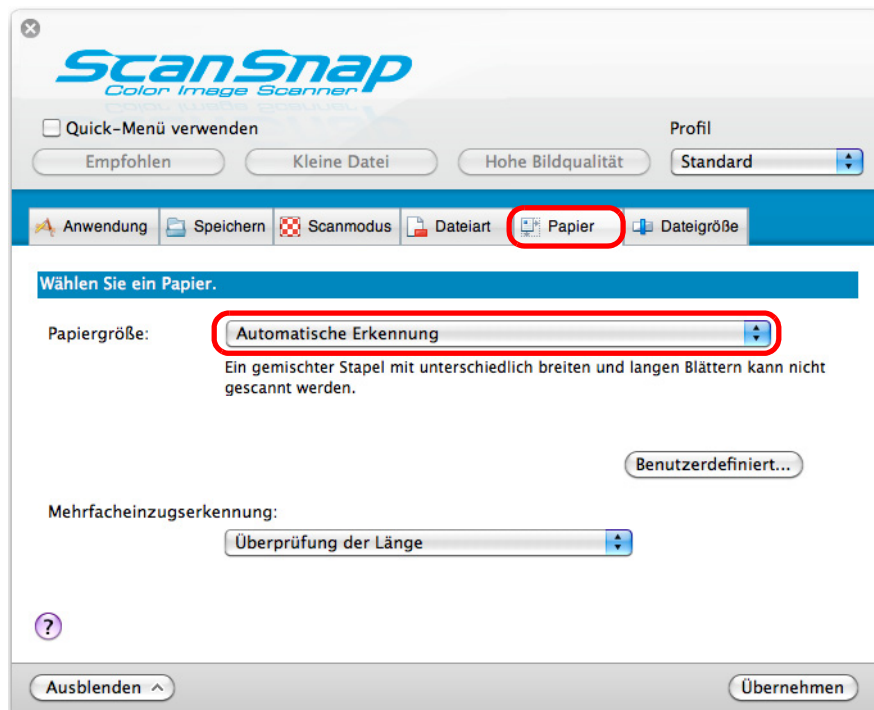 ScanSnap
Color Image Scanner
Quick-Menü verwenden
Profil
Empfohlen Kleine Datei Hohe Bildqualität Standard
Anwendung Speichern Scanmodus Dateiart Papier Dateigröße
Wählen Sie ein Papier.
Papiergröße: Automatische Erkennung
Ein gemischter Stapel mit unterschiedlich breiten und langen Blättern kann nicht
gescannt werden.
Benutzerdefiniert...
Mehrfacheinzugserkennung:
Überprüfung der Länge
?
Ausblenden Übernehmen